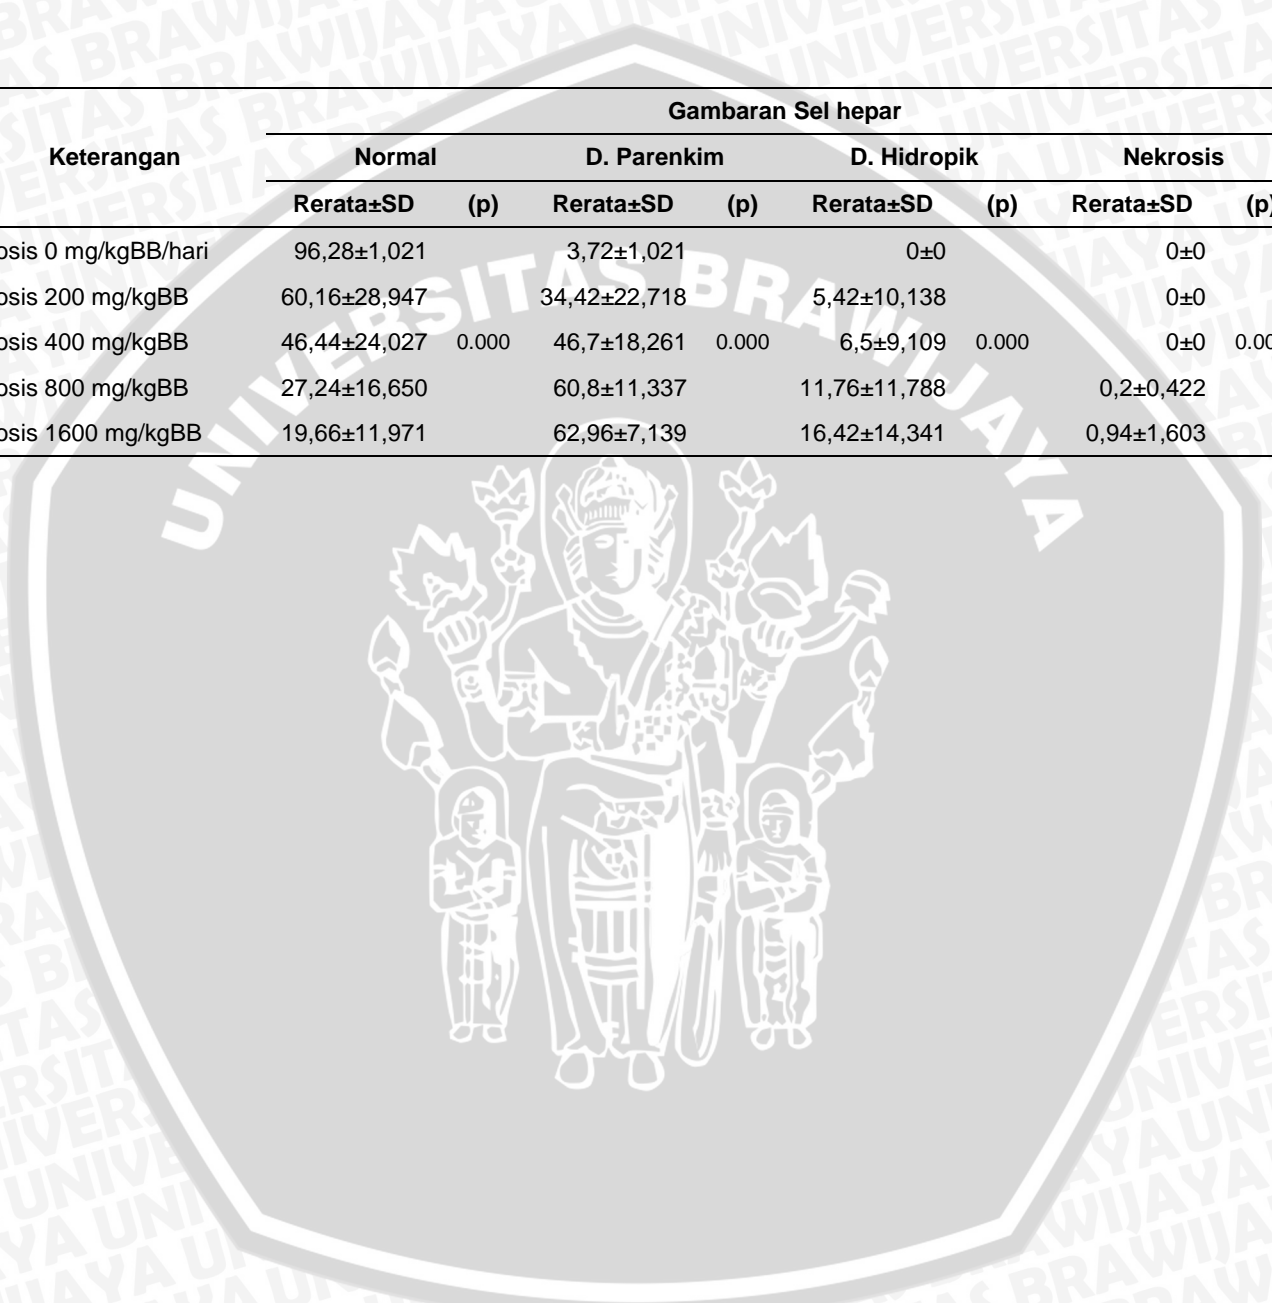 Gambaran Sel hepar
Keterangan Normal D. Parenkim D. Hidropik Nekrosis
Rerata±SD (p) Rerata±SD (p) Rerata±SD (p) Rerata±SD (p)
osis 0 mg/kgBB/hari 96,28±1,021 3,72±1,021 0±0 0±0
osis 200 mg/kgBB 60,16±28,947 34,42±22,718 5,42±10,138 0±0
osis 400 mg/kgBB 46,44±24,027 0.000 46,7±18,261 0.000 6,5±9,109 0.000 0±0 0.00
osis 800 mg/kgBB 27,24±16,650 60,8±11,337 11,76±11,788 0,2±0,422
osis 1600 mg/kgBB 19,66±11,971 62,96±7,139 16,42±14,341 0,94±1,603
UNIVERSITAS BRAWIJAYA